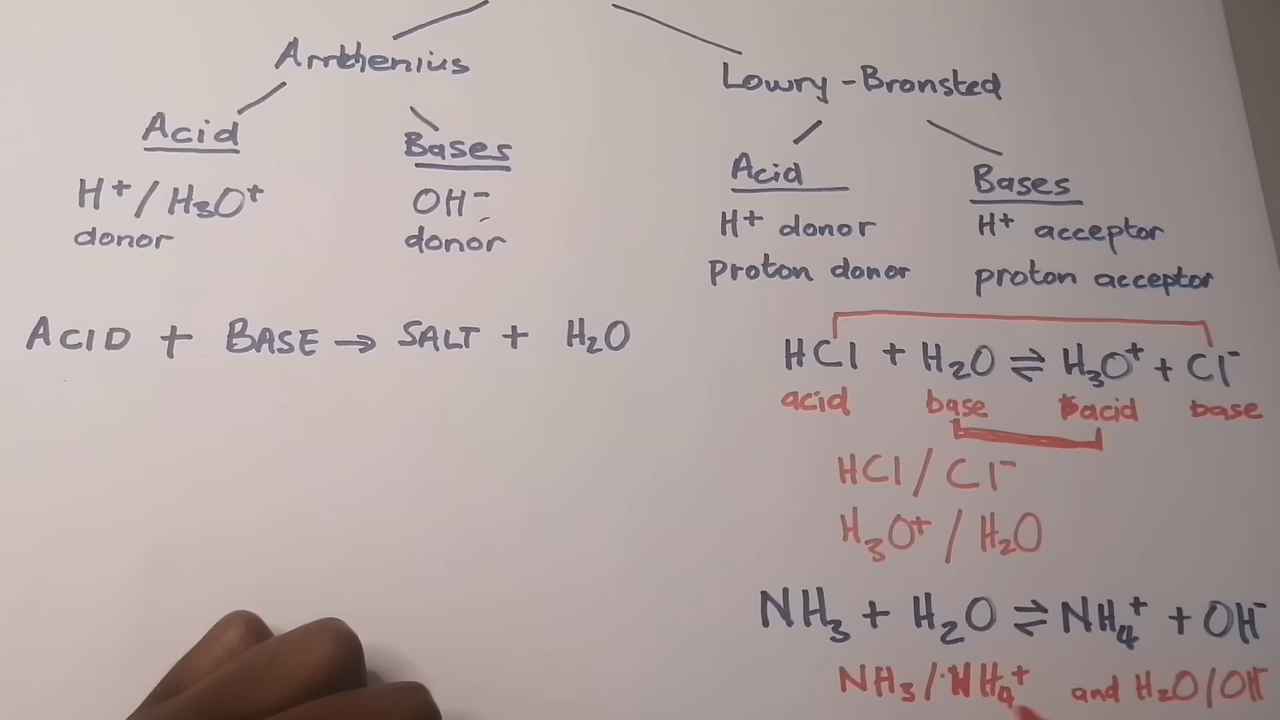 Arrhenius
Acid
H⁺/H₃O⁺
donor
Bases
OH⁻
donor
ACID + BASE → SALT + H₂O
Lowry-Bronsted
Acid
H⁺ donor
proton donor
Bases
H⁺ acceptor
proton acceptor
HCl + H₂O ⇌ H₃O⁺ + Cl⁻
acid base acid base
HCl / Cl⁻
H₃O⁺ / H₂O
NH₃ + H₂O ⇌ NH₄⁺ + OH⁻
NH₃ / NH₄⁺ and H₂O/OH⁻